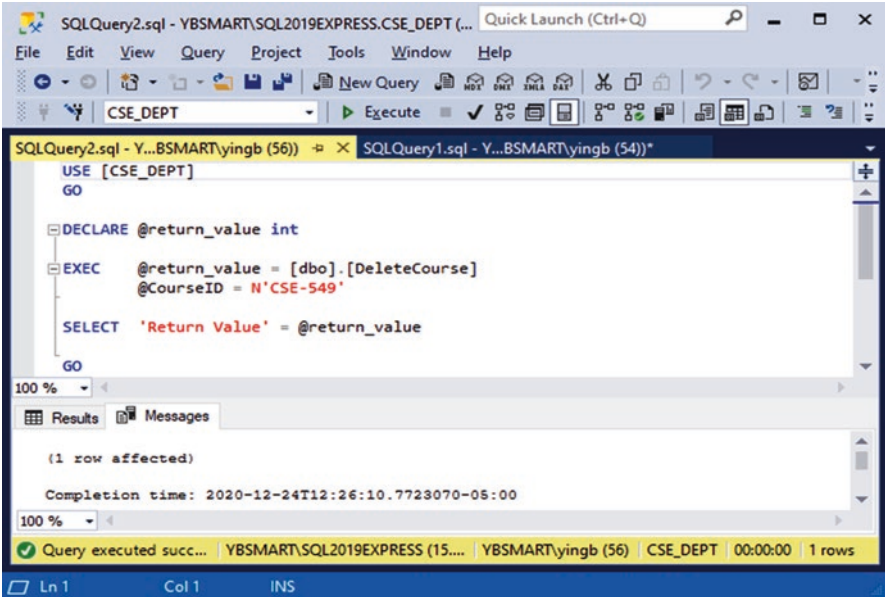 SQLQuery2.sql - YBSMART\SQL2019EXPRESS.CSE_DEPT (... Quick Launch (Ctrl+Q)
File Edit View Query Project Tools Window Help
New Query MDX DMX XMLA DAX
CSE_DEPT Execute
SQLQuery2.sql - Y...BSMART\yingb (56)) SQLQuery1.sql - Y...BSMART\yingb (54))*
USE [CSE_DEPT]
GO
DECLARE @return_value int
EXEC @return_value = [dbo].[DeleteCourse]
@CourseID = N'CSE-549'
SELECT 'Return Value' = @return_value
GO
100 %
Results Messages
(1 row affected)
Completion time: 2020-12-24T12:26:10.7723070-05:00
100 %
Query executed succ... YBSMART\SQL2019EXPRESS (15.... YBSMART\yingb (56) CSE_DEPT 00:00:00 1 rows
Ln 1 Col 1 INS